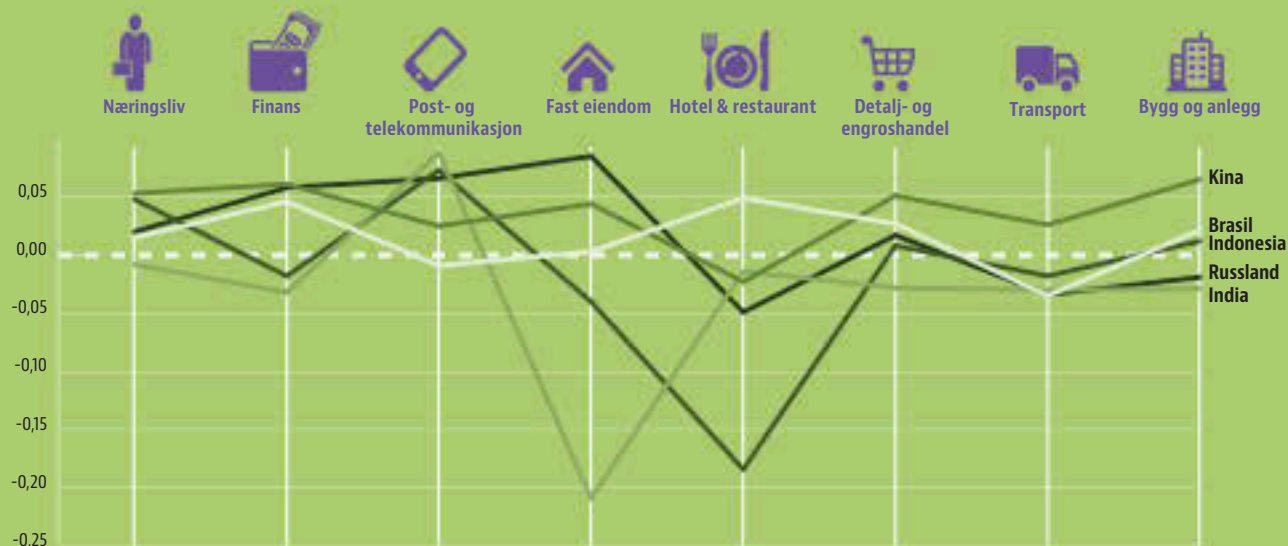 Næringsliv
Finans
Post- og
telekommunikasjon
Fast eiendom
Hotel & restaurant
Detalj- og
engroshandel
Transport
Bygg og anlegg
0,05
0,00
-0,05
-0,10
-0,15
-0,20
-0,25
Kina
Brasil
Indonesia
Russland
India